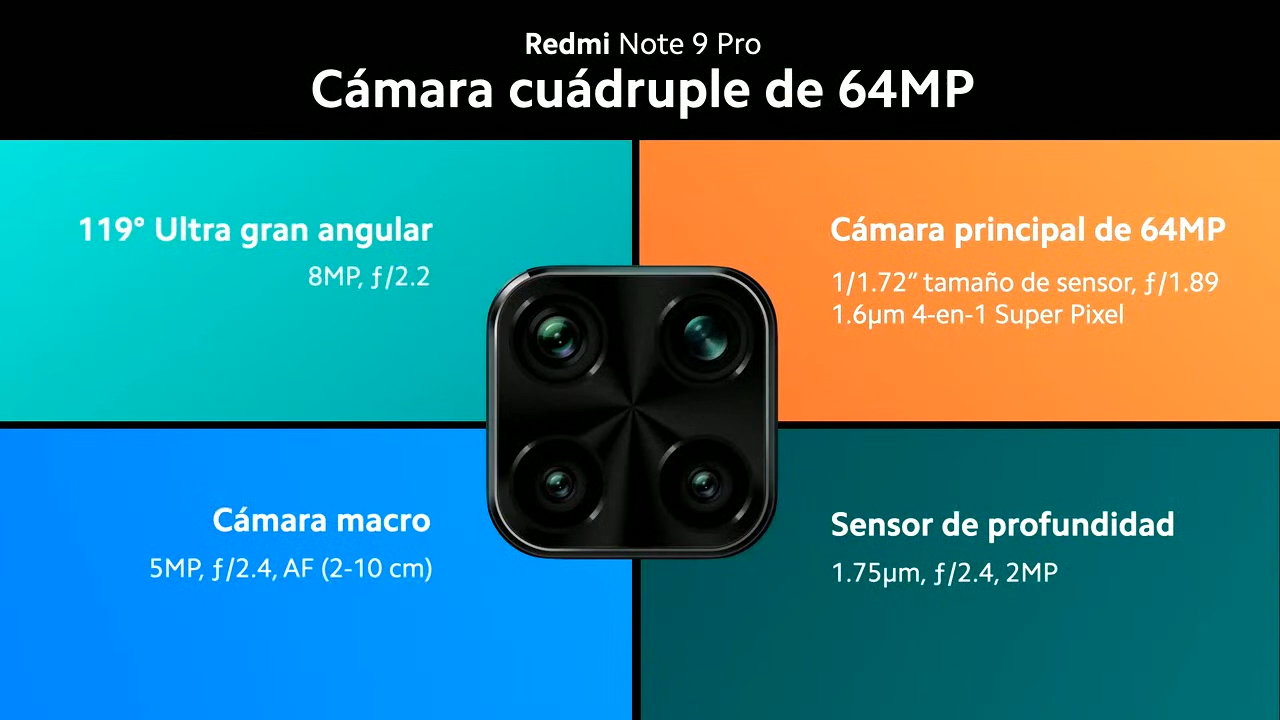 Redmi Note 9 Pro
Cámara cuádruple de 64MP
119° Ultra gran angular
8MP, ƒ/2.2
Cámara principal de 64MP
1/1.72” tamaño de sensor, ƒ/1.89
1.6μm 4-en-1 Super Pixel
Cámara macro
5MP, ƒ/2.4, AF (2-10 cm)
Sensor de profundidad
1.75μm, ƒ/2.4, 2MP